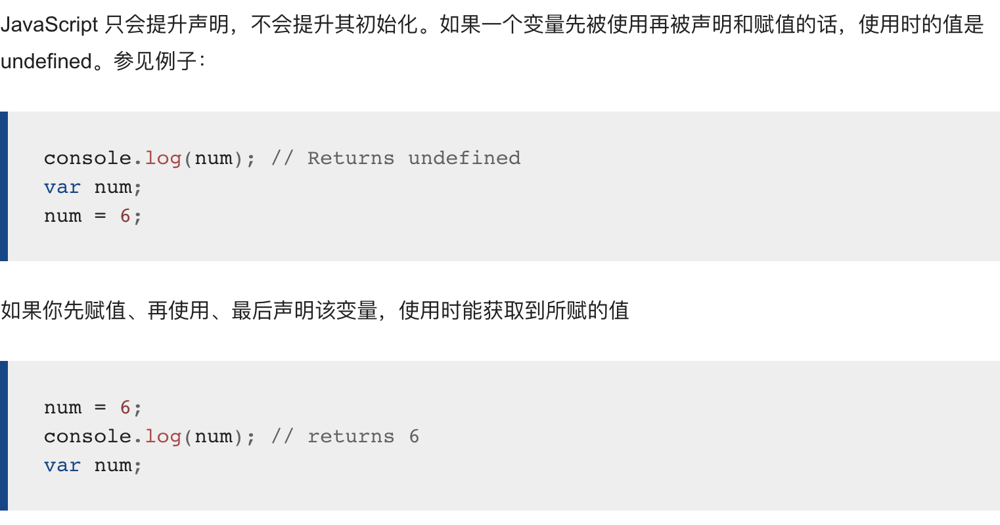 JavaScript 只会提升声明，不会提升其初始化。如果一个变量先被使用再被声明和赋值的话，使用时的值是
undefined。参见例子：
console.log(num); // Returns undefined
var num;
num = 6;
如果你先赋值、再使用、最后声明该变量，使用时能获取到所赋的值
num = 6;
console.log(num); // returns 6
var num;